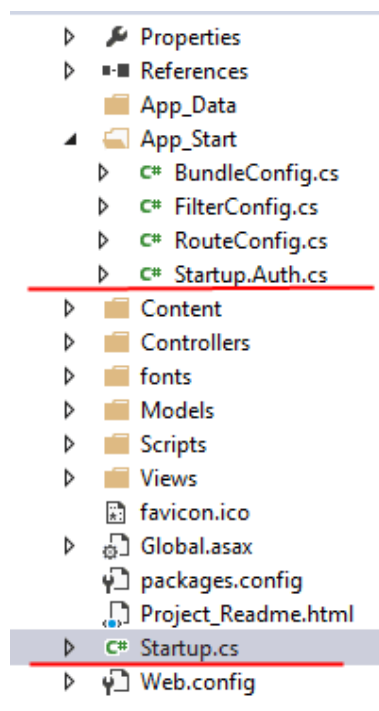 Properties
References
App_Data
App_Start
C# BundleConfig.cs
C# FilterConfig.cs
C# RouteConfig.cs
C# Startup.Auth.cs
Content
Controllers
fonts
Models
Scripts
Views
favicon.ico
Global.asax
packages.config
Project_Readme.html
C# Startup.cs
Web.config